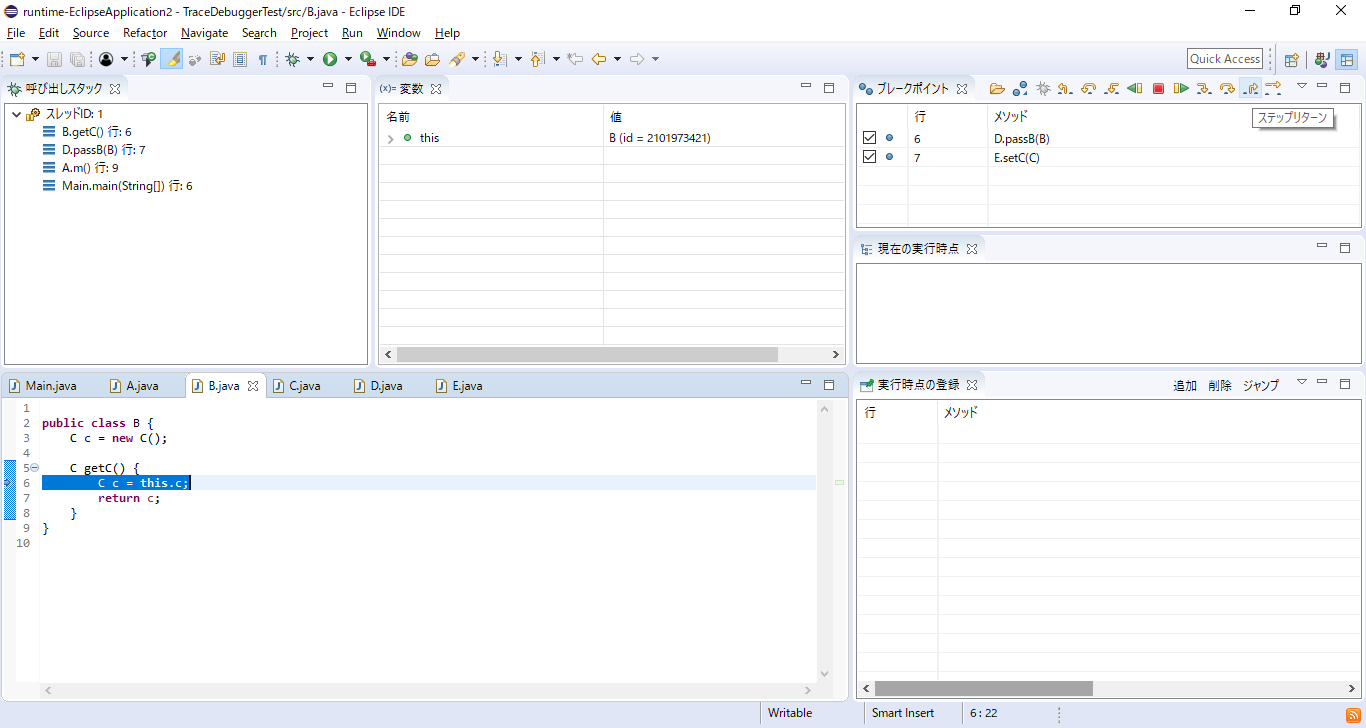 runtime-EclipseApplication2 - TraceDebuggerTest/src/B.java - Eclipse IDE
File Edit Source Refactor Navigate Search Project Run Window Help
Quick Access
呼び出しスタック
スレッドID: 1
B.getC() 行: 6
D.passB(B) 行: 7
A.m() 行: 9
Main.main(String[]) 行: 6
(x)= 変数
名前 値
this B (id = 2101973421)
ブレークポイント
行 メソッド
6 D.passB(B)
7 E.setC(C)
ステップリターン
現在の実行時点
Main.java A.java B.java C.java D.java E.java
1
2 public class B {
3 C c = new C();
4
5 C getC() {
6 C c = this.c;
7 return c;
8 }
9 }
10
実行時点の登録 追加 削除 ジャンプ
行 メソッド
Writable Smart Insert 6 : 22